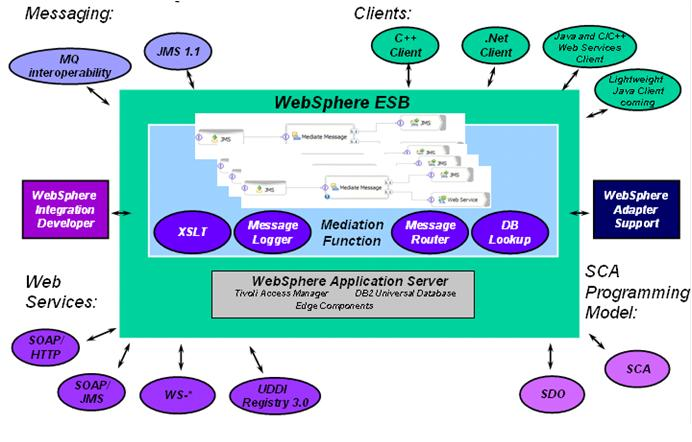 Messaging:
Clients:
MQ
interoperability
JMS 1.1
C++
Client
.Net
Client
Java and C/C++
Web Services
Client
Lightweight
Java Client
coming
WebSphere ESB
JMS
Mediate Message
JMS
JMS
JMS
Mediate Message
Web Service
WebSphere
Integration
Developer
WebSphere
Adapter
Support
XSLT
Message
Logger
Mediation
Function
Message
Router
DB
Lookup
WebSphere Application Server
Tivoli Access Manager
DB2 Universal Database
Edge Components
Web
Services:
SCA
Programming
Model:
SOAP/
HTTP
SOAP/
JMS
WS-*
UDDI
Registry 3.0
SDO
SCA